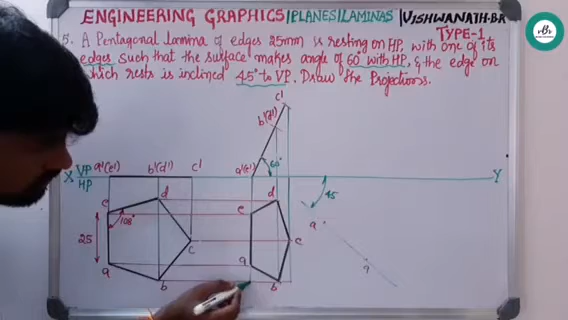 ENGINEERING GRAPHICS|PLANES|LAMINAS |VISHWANATH·BR
TYPE-1
5. A Pentagonal Lamina of edges 25mm is resting on HP, with one of its
edges such that the surface makes angle of 60° with HP, & the edge on
which rests is inclined 45° to VP. Draw the Projections.
c'
b'(d')
X VP a'(e') b'(d') c' a'(e') 60° Y
HP
45
e d e d
108°
a
25 c c
a a
b b